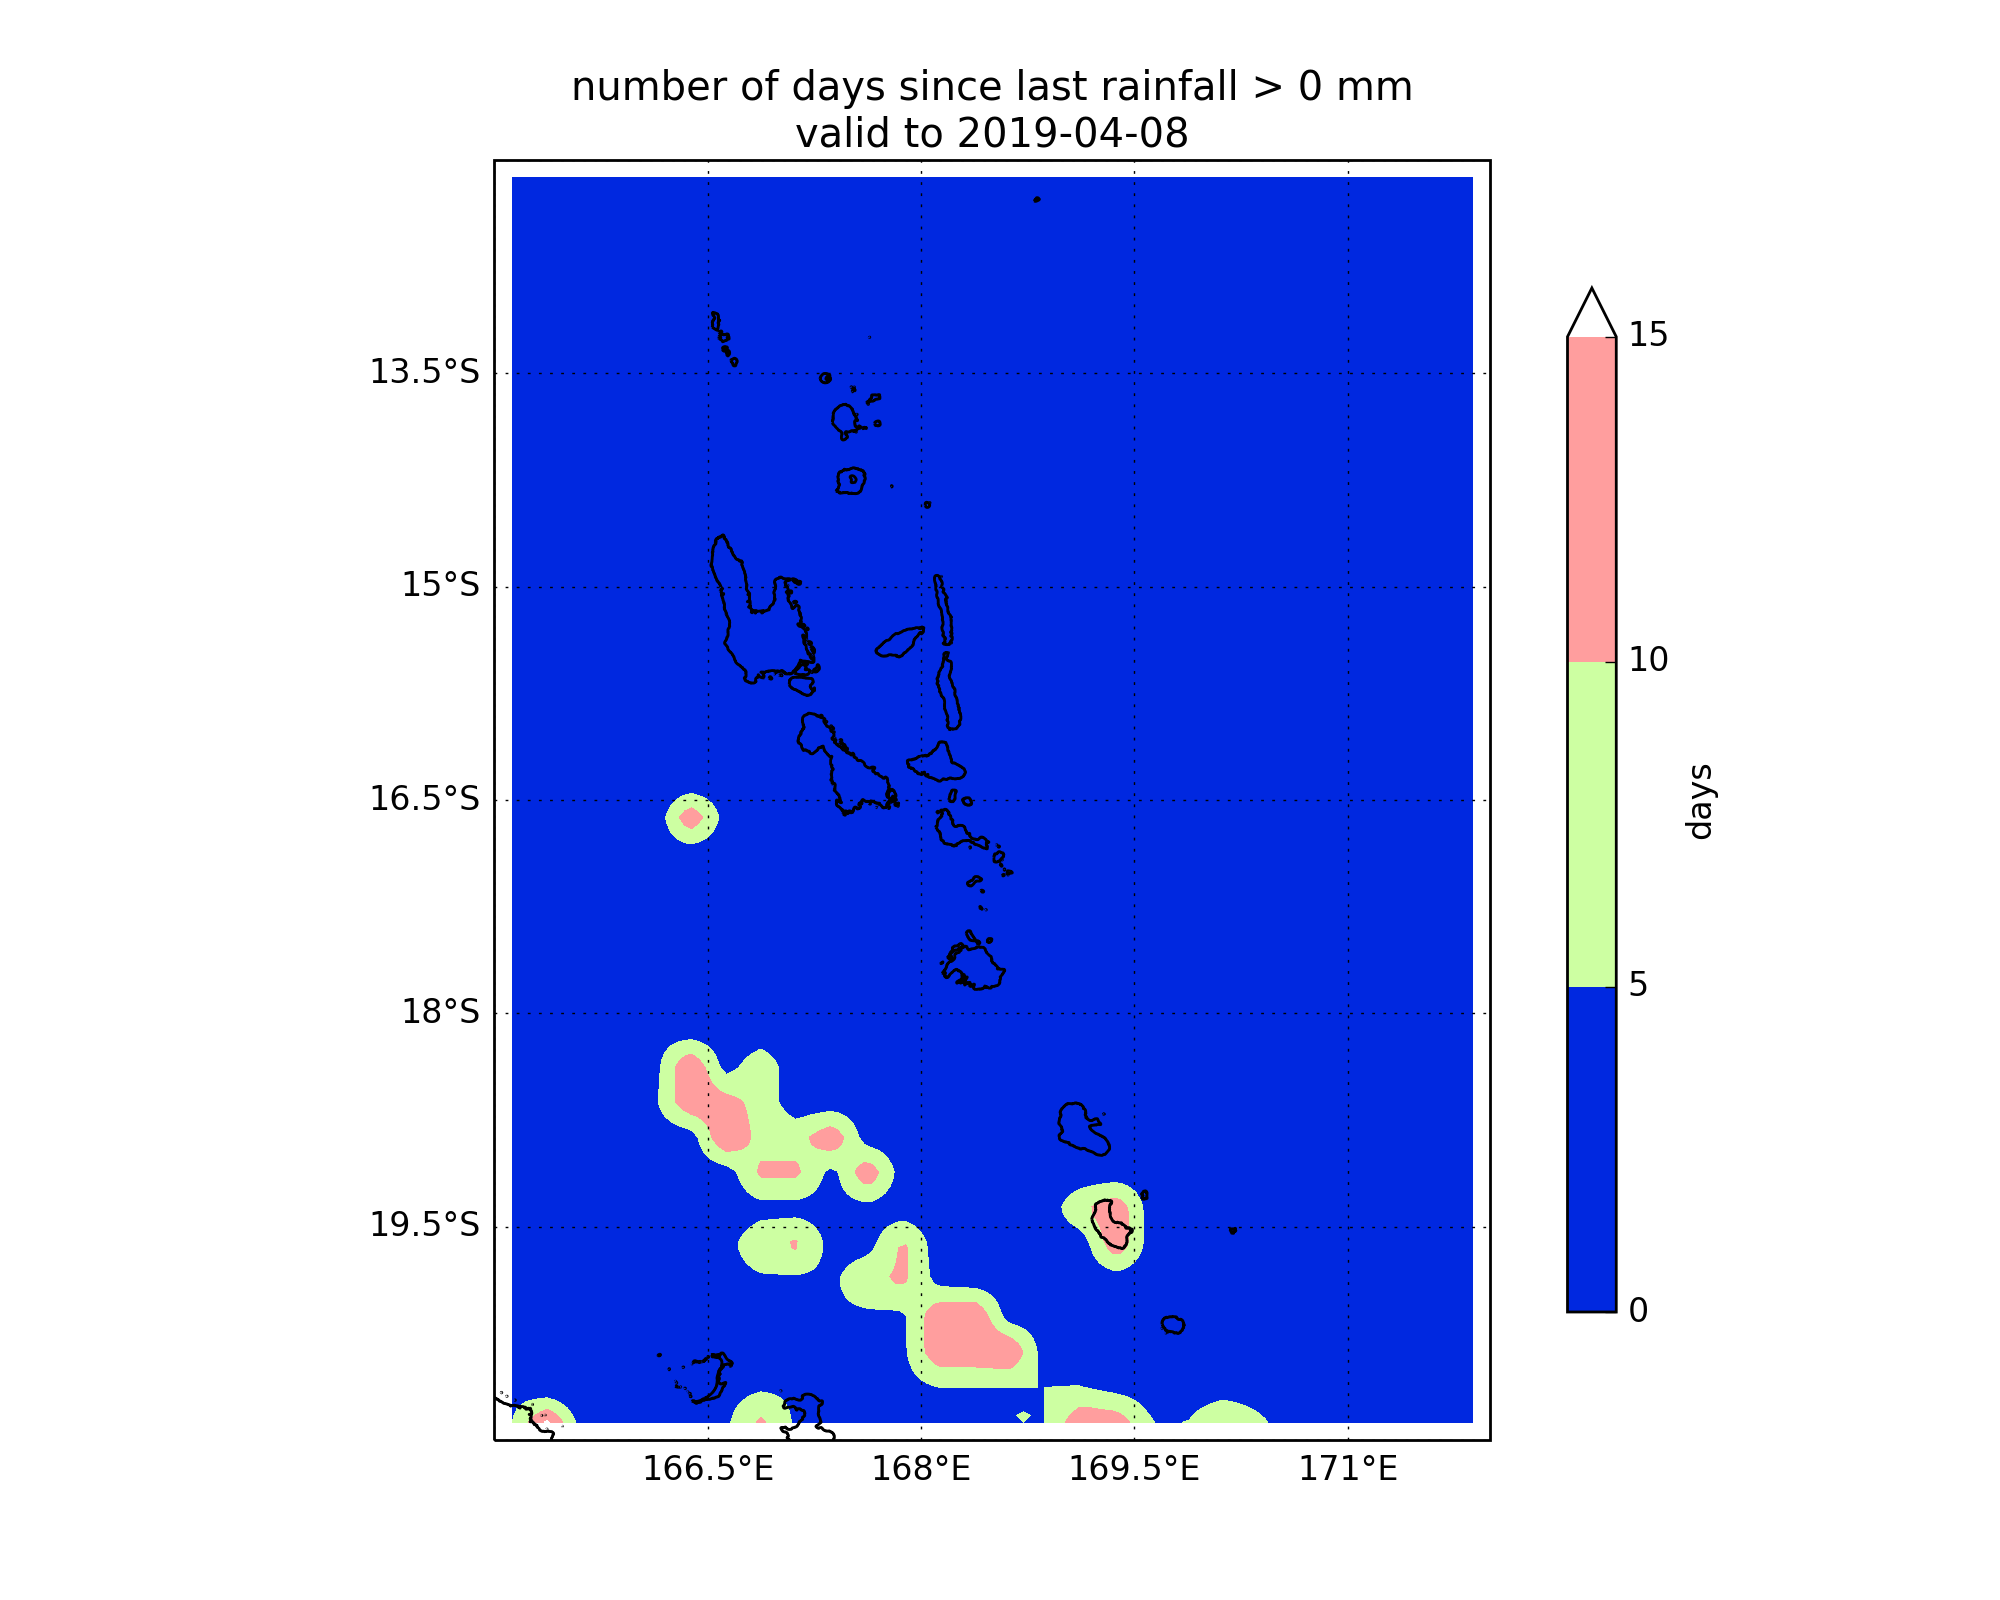 number of days since last rainfall > 0 mm
valid to 2019-04-08
13.5°S
15°S
16.5°S
18°S
19.5°S
166.5°E
168°E
169.5°E
171°E
15
10
5
0
days